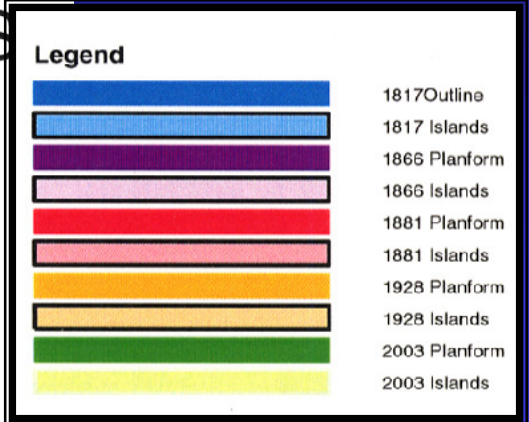 Legend
1817Outline
1817 Islands
1866 Planform
1866 Islands
1881 Planform
1881 Islands
1928 Planform
1928 Islands
2003 Planform
2003 Islands